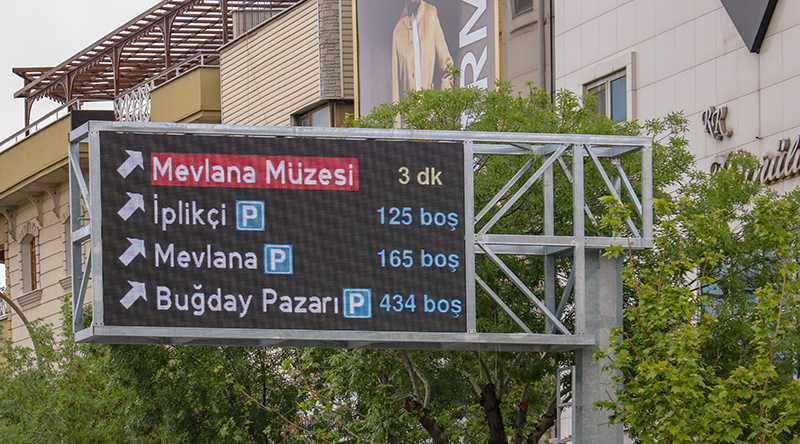 Mevlana Müzesi 3 dk
İplikçi P 125 boş
Mevlana P 165 boş
Buğday Pazarı P 434 boş